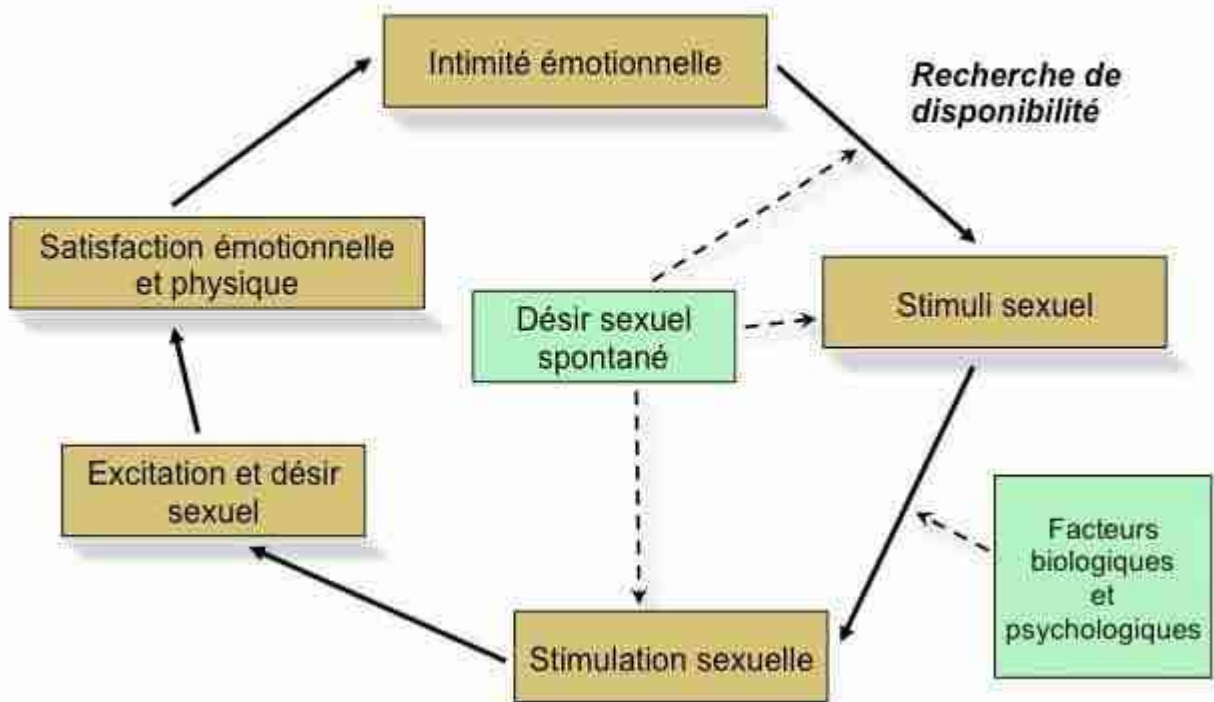 Intimité émotionnelle
Recherche de
disponibilité
Satisfaction émotionnelle
et physique
Désir sexuel
spontané
Stimuli sexuel
Excitation et désir
sexuel
Facteurs
biologiques
et
psychologiques
Stimulation sexuelle